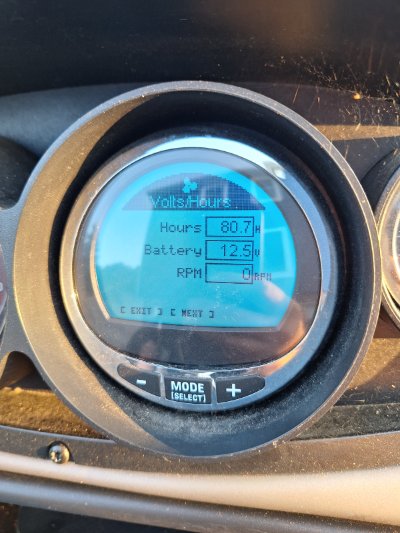 Volts/Hours
Hours 80.7 H
Battery 12.5 V
RPM 0 RPM
[ EXIT ] [ NEXT ]
- MODE +
[SELECT]